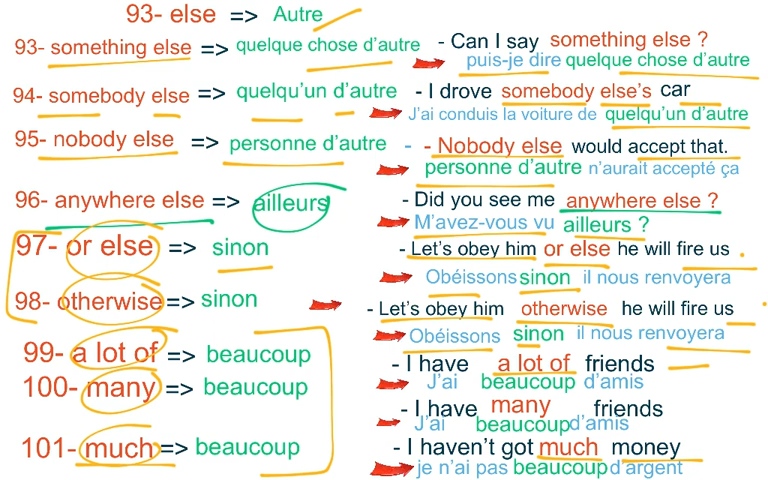 93- else => Autre
93- something else => quelque chose d'autre - Can I say something else ?
puis-je dire quelque chose d'autre
94- somebody else => quelqu'un d'autre - I drove somebody else's car
J'ai conduis la voiture de quelqu'un d'autre
95- nobody else => personne d'autre - - Nobody else would accept that.
personne d'autre n'aurait accepté ça
96- anywhere else => ailleurs - Did you see me anywhere else ?
M'avez-vous vu ailleurs ?
97- or else => sinon - Let's obey him or else he will fire us .
Obéissons sinon il nous renvoyera
98- otherwise => sinon - Let's obey him otherwise he will fire us
Obéissons sinon il nous renvoyera
99- a lot of => beaucoup - I have a lot of friends
J'ai beaucoup d'amis
100- many => beaucoup - I have many friends
J'ai beaucoup d'amis
101- much => beaucoup - I haven't got much money
je n'ai pas beaucoup d'argent